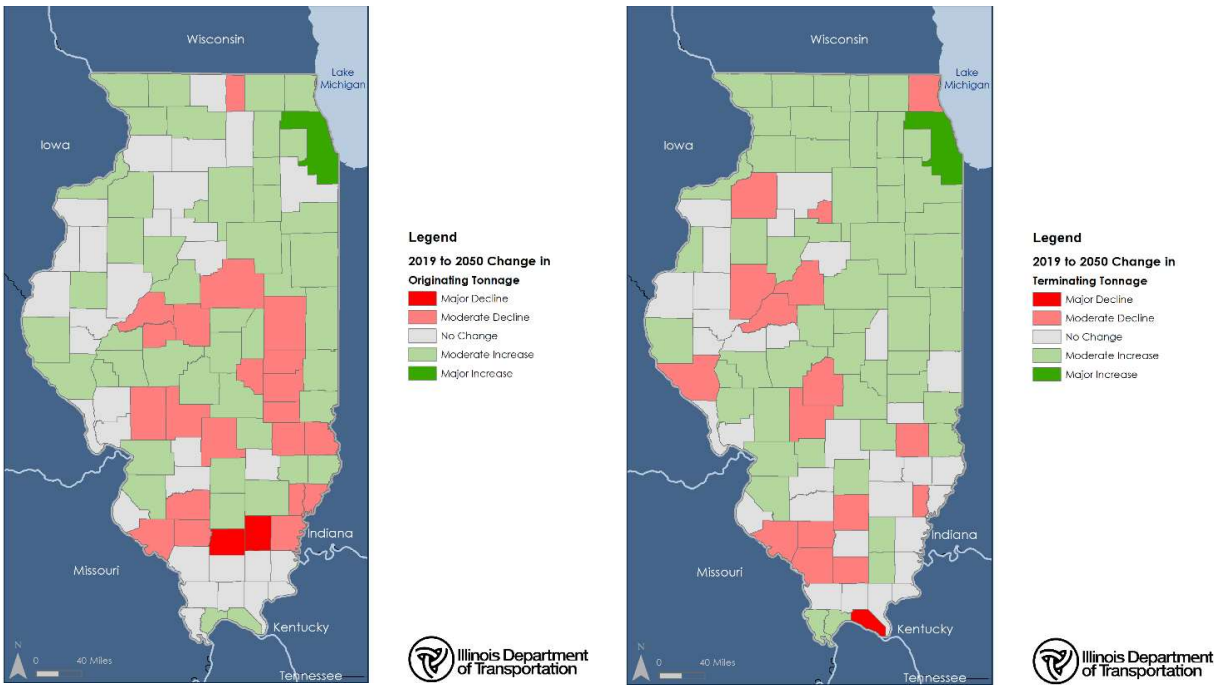 Wisconsin
Lake
Michigan
Iowa
Indiana
Missouri
Kentucky
Tennessee
N
0 40 Miles
Legend
2019 to 2050 Change in
Originating Tonnage
Major Decline
Moderate Decline
No Change
Moderate Increase
Major Increase
Illinois Department
of Transportation
Wisconsin
Lake
Michigan
Iowa
Indiana
Missouri
Kentucky
Tennessee
N
0 40 Miles
Legend
2019 to 2050 Change in
Terminating Tonnage
Major Decline
Moderate Decline
No Change
Moderate Increase
Major Increase
Illinois Department
of Transportation